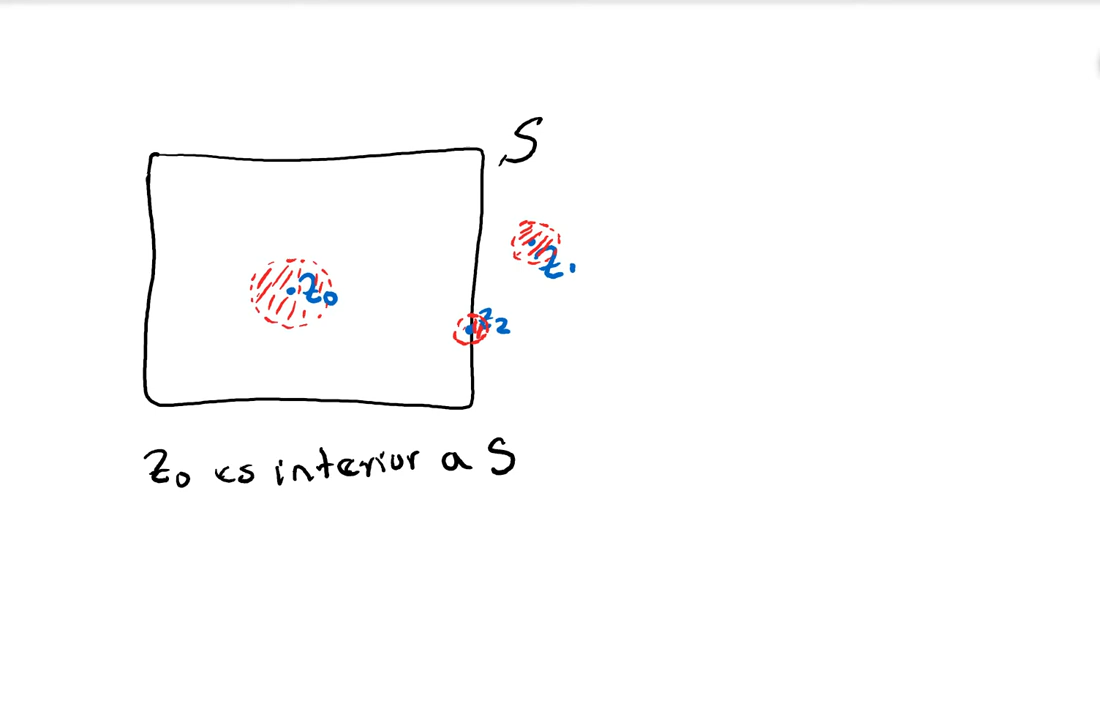 S
z₁
z₀
z₂
z₀ es interior a S